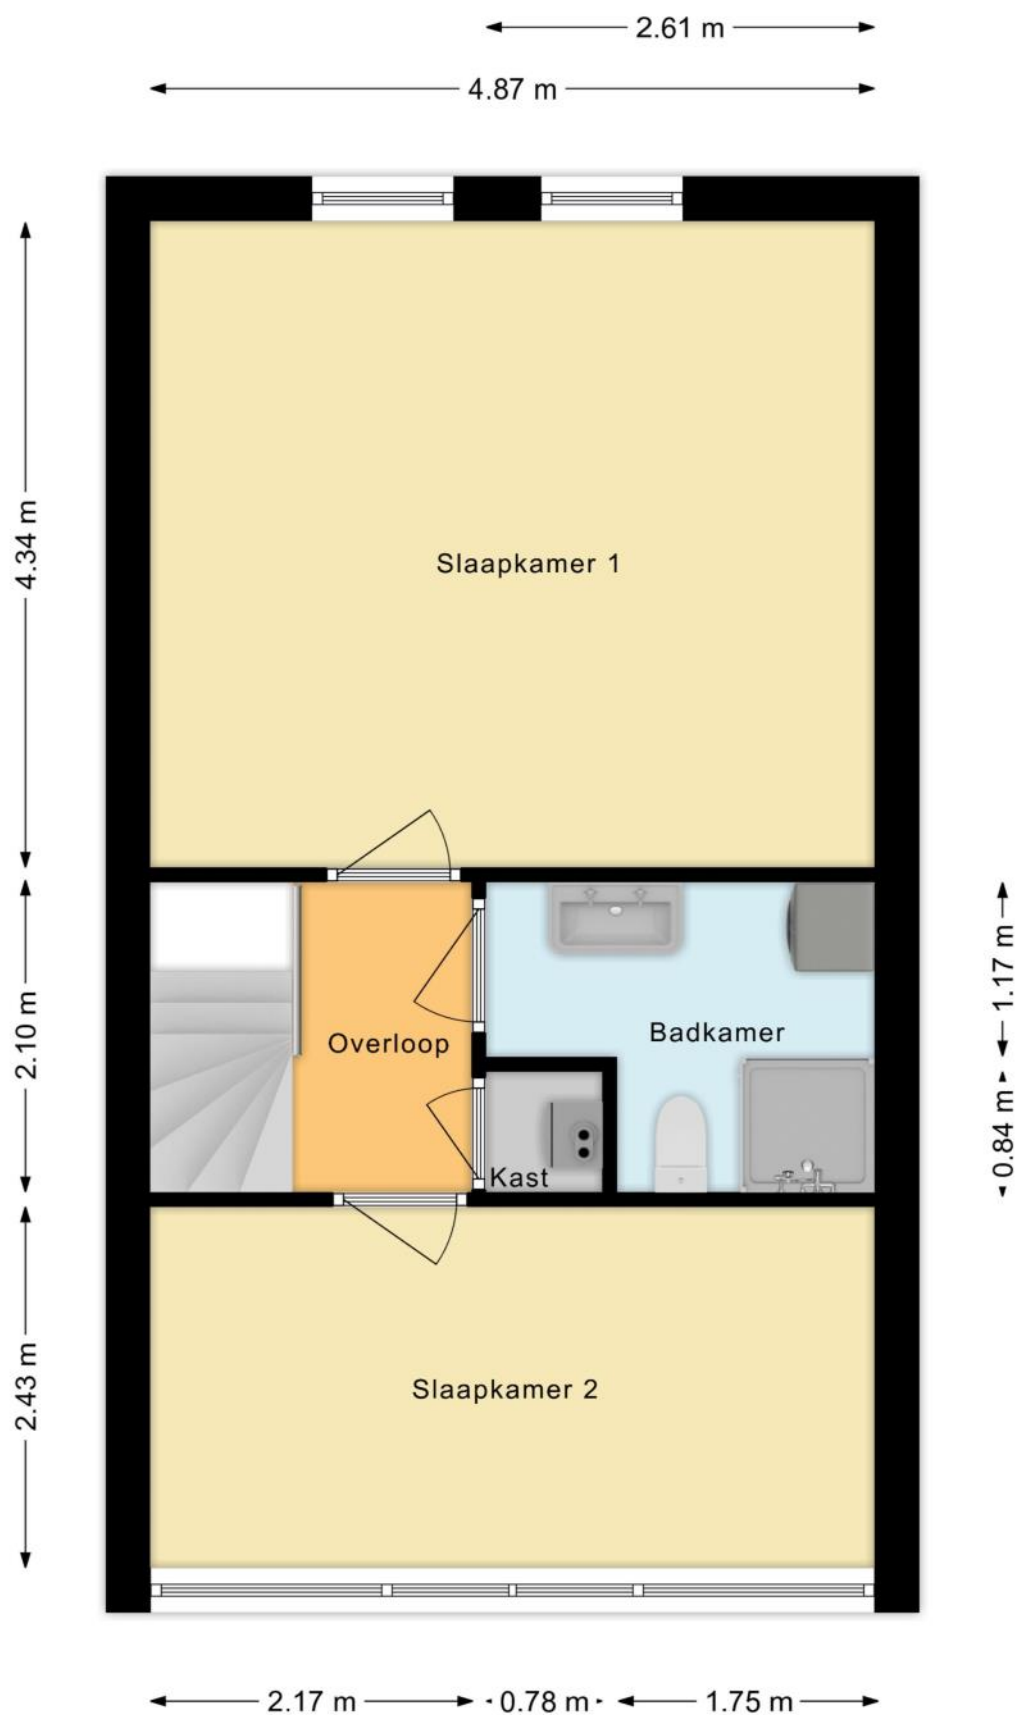 2.61 m
4.87 m
4.34 m
Slaapkamer 1
2.10 m
Overloop
Badkamer
1.17 m
0.84 m
Kast
2.43 m
Slaapkamer 2
2.17 m
0.78 m
1.75 m